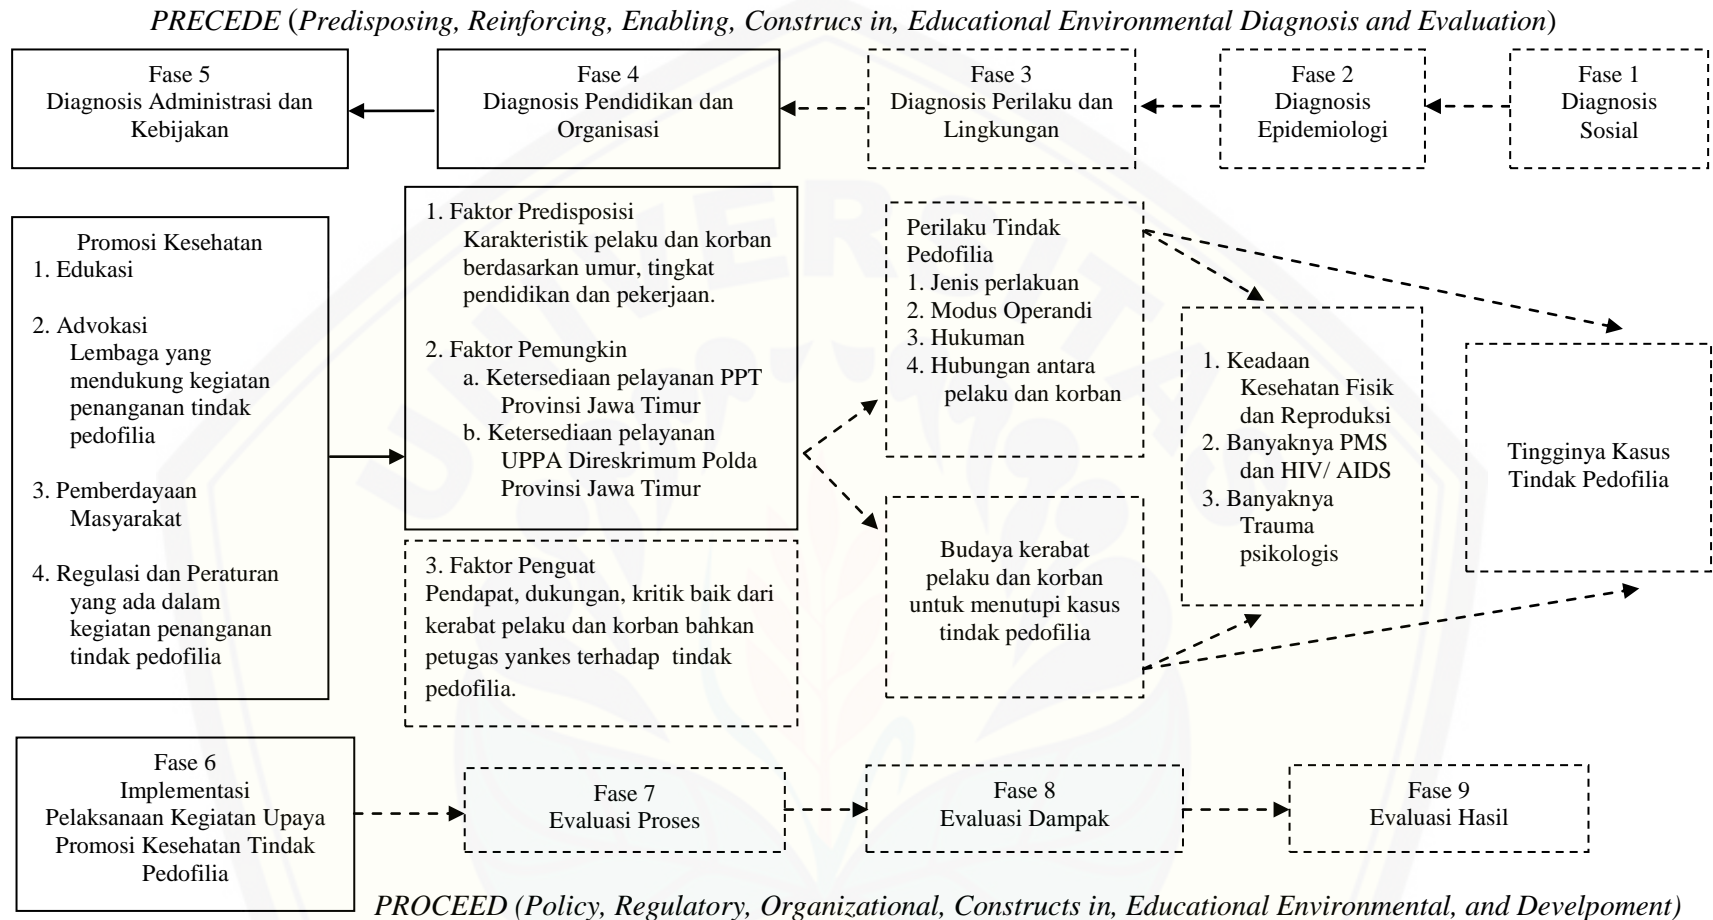 PRECEDE (Predisposing, Reinforcing, Enabling, Construcs in, Educational Environmental Diagnosis and Evaluation)
Fase 5
Diagnosis Administrasi dan
Kebijakan
Fase 4
Diagnosis Pendidikan dan
Organisasi
Fase 3
Diagnosis Perilaku dan
Lingkungan
Fase 2
Diagnosis
Epidemiologi
Fase 1
Diagnosis
Sosial
Promosi Kesehatan
1. Edukasi
2. Advokasi
Lembaga yang
mendukung kegiatan
penanganan tindak
pedofilia
3. Pemberdayaan
Masyarakat
4. Regulasi dan Peraturan
yang ada dalam
kegiatan penanganan
tindak pedofilia
1. Faktor Predisposisi
Karakteristik pelaku dan korban
berdasarkan umur, tingkat
pendidikan dan pekerjaan.
2. Faktor Pemungkin
a. Ketersediaan pelayanan PPT
Provinsi Jawa Timur
b. Ketersediaan pelayanan
UPPA Direskrimum Polda
Provinsi Jawa Timur
3. Faktor Penguat
Pendapat, dukungan, kritik baik dari
kerabat pelaku dan korban bahkan
petugas yankes terhadap tindak
pedofilia.
Perilaku Tindak
Pedofilia
1. Jenis perlakuan
2. Modus Operandi
3. Hukuman
4. Hubungan antara
pelaku dan korban
Budaya kerabat
pelaku dan korban
untuk menutupi kasus
tindak pedofilia
1. Keadaan
Kesehatan Fisik
dan Reproduksi
2. Banyaknya PMS
dan HIV/ AIDS
3. Banyaknya
Trauma
psikologis
Tingginya Kasus
Tindak Pedofilia
Fase 6
Implementasi
Pelaksanaan Kegiatan Upaya
Promosi Kesehatan Tindak
Pedofilia
Fase 7
Evaluasi Proses
Fase 8
Evaluasi Dampak
Fase 9
Evaluasi Hasil
PROCEED (Policy, Regulatory, Organizational, Constructs in, Educational Environmental, and Develpoment)
UNIVERSITAS